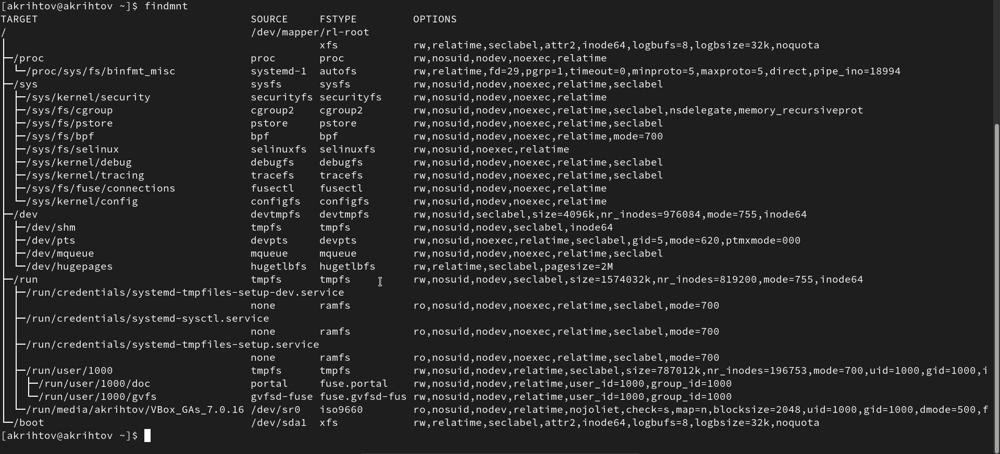 [akrihtov@akrihtov ~]$ findmnt
TARGET                                  SOURCE     FSTYPE         OPTIONS
/                                       /dev/mapper/rl-root
│                                                  xfs            rw,relatime,seclabel,attr2,inode64,logbufs=8,logbsize=32k,noquota
├─/proc                                 proc       proc           rw,nosuid,nodev,noexec,relatime
│ └─/proc/sys/fs/binfmt_misc            systemd-1  autofs         rw,relatime,fd=29,pgrp=1,timeout=0,minproto=5,maxproto=5,direct,pipe_ino=18994
├─/sys                                  sysfs      sysfs          rw,nosuid,nodev,noexec,relatime,seclabel
│ ├─/sys/kernel/security                securityfs securityfs     rw,nosuid,nodev,noexec,relatime
│ ├─/sys/fs/cgroup                      cgroup2    cgroup2        rw,nosuid,nodev,noexec,relatime,seclabel,nsdelegate,memory_recursiveprot
│ ├─/sys/fs/pstore                      pstore     pstore         rw,nosuid,nodev,noexec,relatime,seclabel
│ ├─/sys/fs/bpf                         bpf        bpf            rw,nosuid,nodev,noexec,relatime,mode=700
│ ├─/sys/fs/selinux                     selinuxfs  selinuxfs      rw,nosuid,noexec,relatime
│ ├─/sys/kernel/debug                   debugfs    debugfs        rw,nosuid,nodev,noexec,relatime,seclabel
│ ├─/sys/kernel/tracing                 tracefs    tracefs        rw,nosuid,nodev,noexec,relatime,seclabel
│ ├─/sys/fs/fuse/connections            fusectl    fusectl        rw,nosuid,nodev,noexec,relatime
│ └─/sys/kernel/config                  configfs   configfs       rw,nosuid,nodev,noexec,relatime
├─/dev                                  devtmpfs   devtmpfs       rw,nosuid,seclabel,size=4096k,nr_inodes=976084,mode=755,inode64
│ ├─/dev/shm                            tmpfs      tmpfs          rw,nosuid,nodev,seclabel,inode64
│ ├─/dev/pts                            devpts     devpts         rw,nosuid,noexec,relatime,seclabel,gid=5,mode=620,ptmxmode=000
│ ├─/dev/mqueue                         mqueue     mqueue         rw,nosuid,nodev,noexec,relatime,seclabel
│ └─/dev/hugepages                      hugetlbfs  hugetlbfs      rw,relatime,seclabel,pagesize=2M
├─/run                                  tmpfs      tmpfs          rw,nosuid,nodev,seclabel,size=1574032k,nr_inodes=819200,mode=755,inode64
│ ├─/run/credentials/systemd-tmpfiles-setup-dev.service
│ │                                     none       ramfs          ro,nosuid,nodev,noexec,relatime,seclabel,mode=700
│ ├─/run/credentials/systemd-sysctl.service
│ │                                     none       ramfs          ro,nosuid,nodev,noexec,relatime,seclabel,mode=700
│ ├─/run/credentials/systemd-tmpfiles-setup.service
│ │                                     none       ramfs          ro,nosuid,nodev,noexec,relatime,seclabel,mode=700
│ ├─/run/user/1000                      tmpfs      tmpfs          rw,nosuid,nodev,relatime,seclabel,size=787012k,nr_inodes=196753,mode=700,uid=1000,gid=1000,i
│ │ ├─/run/user/1000/doc                portal     fuse.portal    rw,nosuid,nodev,relatime,user_id=1000,group_id=1000
│ │ └─/run/user/1000/gvfs               gvfsd-fuse fuse.gvfsd-fus rw,nosuid,nodev,relatime,user_id=1000,group_id=1000
│ └─/run/media/akrihtov/VBox_GAs_7.0.16 /dev/sr0   iso9660        ro,nosuid,nodev,relatime,nojoliet,check=s,map=n,blocksize=2048,uid=1000,gid=1000,dmode=500,f
└─/boot                                 /dev/sda1  xfs            rw,relatime,seclabel,attr2,inode64,logbufs=8,logbsize=32k,noquota
[akrihtov@akrihtov ~]$